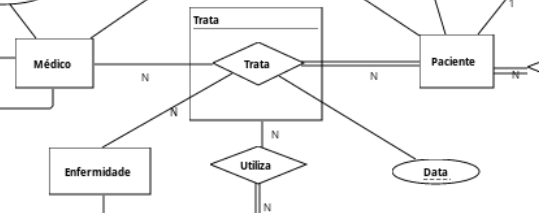 1
Trata
Médico
Trata
Paciente
N
N
N
N
N
Enfermidade
Utiliza
Data
N